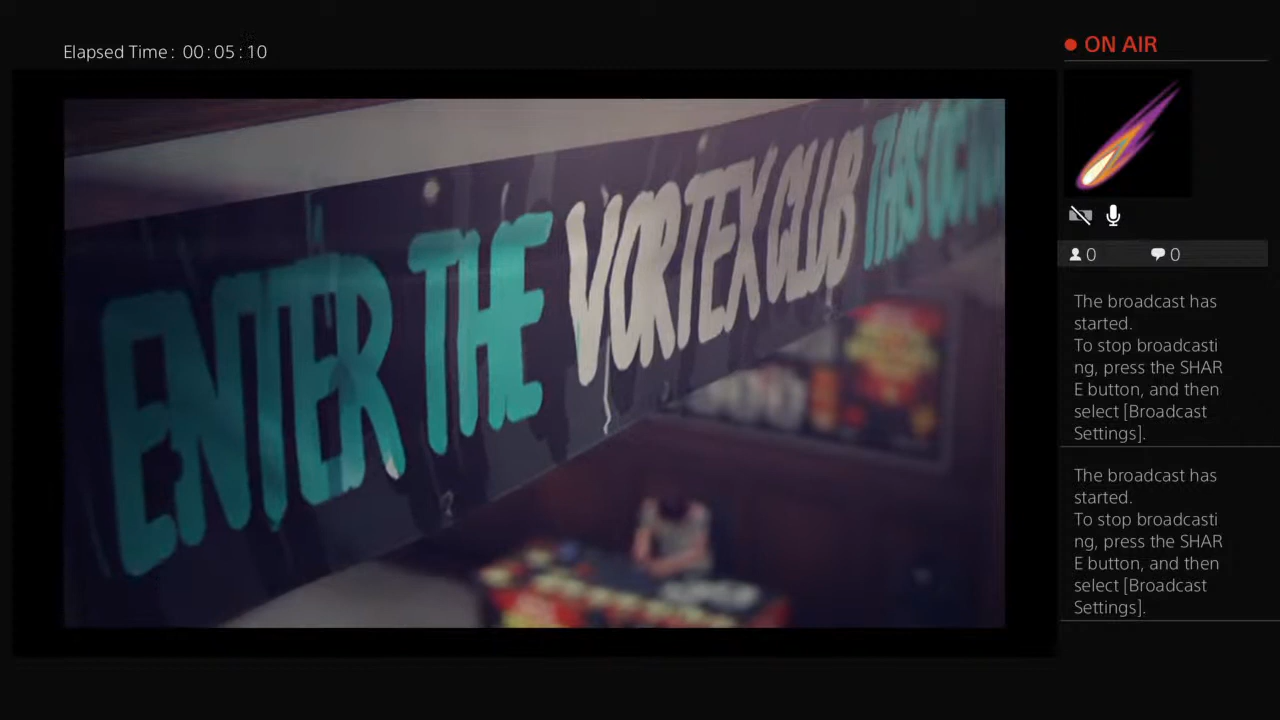 Elapsed Time: 00:05:10
ON AIR
ENTER THE VORTEX CLUB THIS
0 0
The broadcast has
started.
To stop broadcasti
ng, press the SHAR
E button, and then
select [Broadcast
Settings].
The broadcast has
started.
To stop broadcasti
ng, press the SHAR
E button, and then
select [Broadcast
Settings].